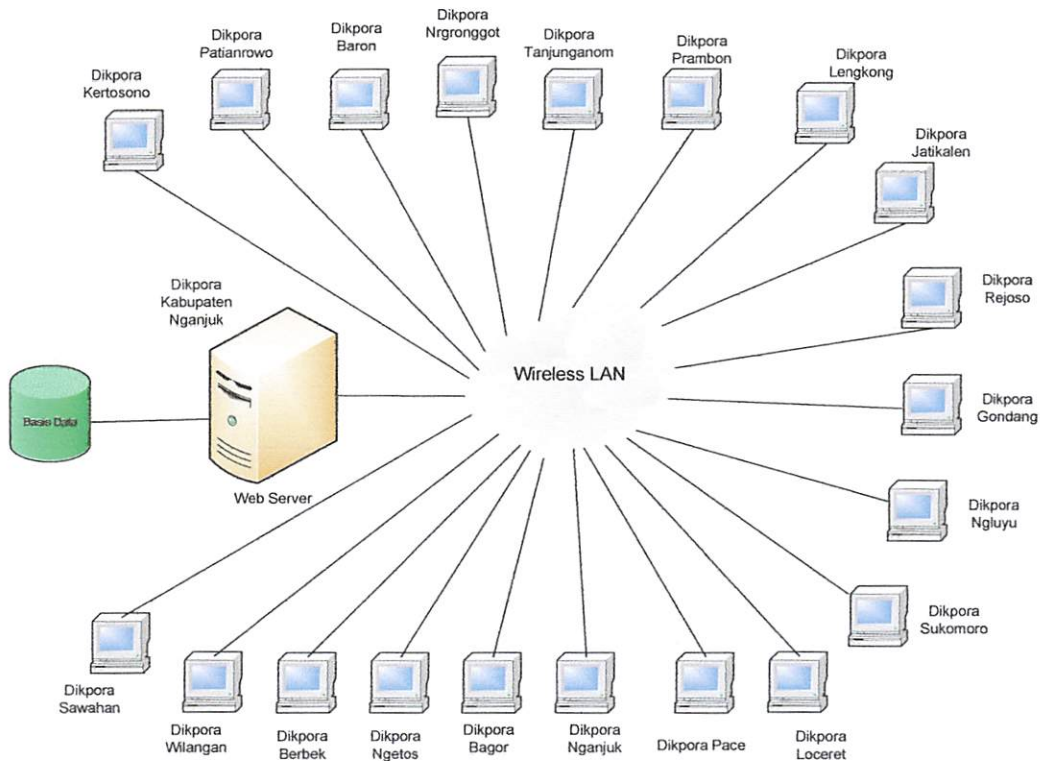 Dikpora
Kertosono
Dikpora
Patianrowo
Dikpora
Baron
Dikpora
Nrgronggot
Dikpora
Tanjunganom
Dikpora
Prambon
Dikpora
Lengkong
Dikpora
Jatikalen
Dikpora
Rejoso
Dikpora
Kabupaten
Nganjuk
Wireless LAN
Basis Data
Dikpora
Gondang
Web Server
Dikpora
Ngluyu
Dikpora
Sukomoro
Dikpora
Sawahan
Dikpora
Wilangan
Dikpora
Berbek
Dikpora
Ngetos
Dikpora
Bagor
Dikpora
Nganjuk
Dikpora Pace
Dikpora
Loceret